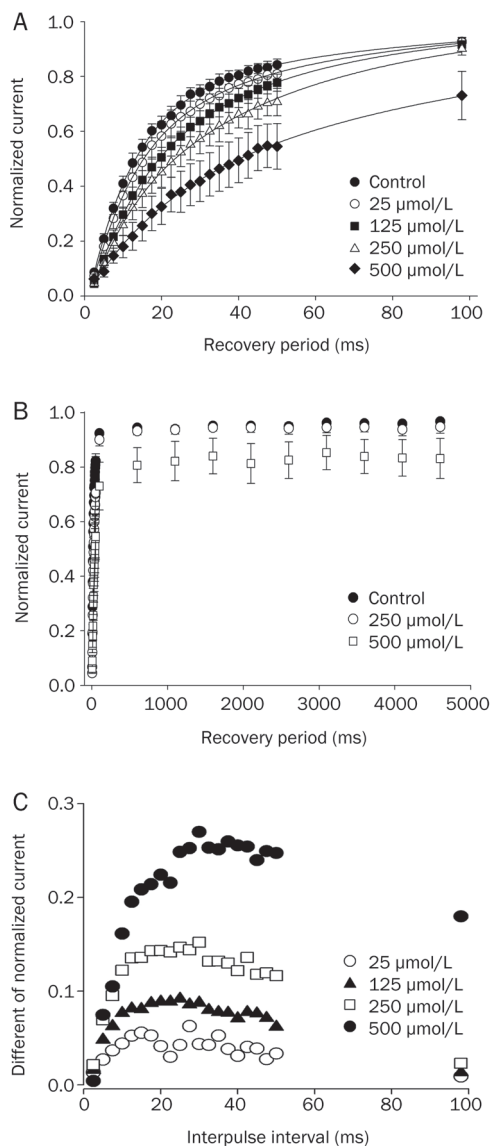 A
Normalized current
1.0
0.8
0.6
0.4
0.2
0.0
Control
25 μmol/L
125 μmol/L
250 μmol/L
500 μmol/L
0 20 40 60 80 100
Recovery period (ms)
B
Normalized current
1.0
0.8
0.6
0.4
0.2
0.0
Control
250 μmol/L
500 μmol/L
0 1000 2000 3000 4000 5000
Recovery period (ms)
C
Different of normalized current
0.3
0.2
0.1
0.0
25 μmol/L
125 μmol/L
250 μmol/L
500 μmol/L
0 20 40 60 80 100
Interpulse interval (ms)